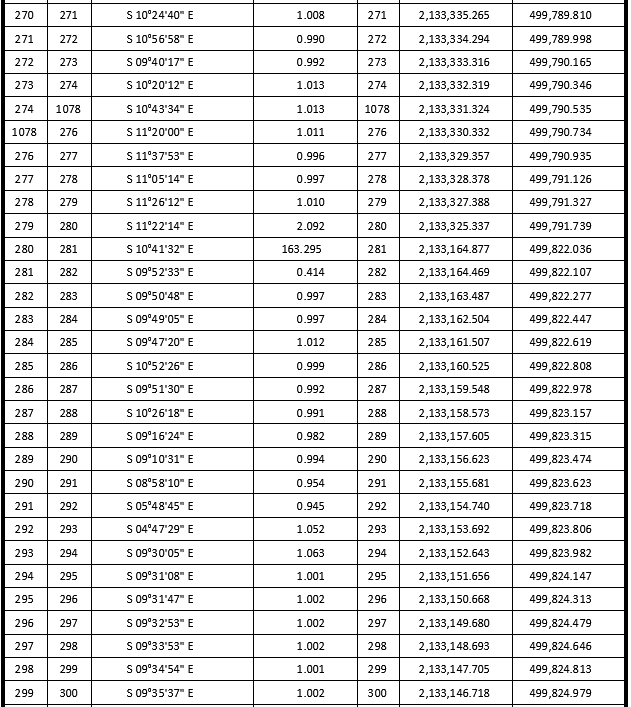 270 271 S 10°24'40" E 1.008 271 2,133,335.265 499,789.810
271 272 S 10°56'58" E 0.990 272 2,133,334.294 499,789.998
272 273 S 09°40'17" E 0.992 273 2,133,333.316 499,790.165
273 274 S 10°20'12" E 1.013 274 2,133,332.319 499,790.346
274 1078 S 10°43'34" E 1.013 1078 2,133,331.324 499,790.535
1078 276 S 11°20'00" E 1.011 276 2,133,330.332 499,790.734
276 277 S 11°37'53" E 0.996 277 2,133,329.357 499,790.935
277 278 S 11°05'14" E 0.997 278 2,133,328.378 499,791.126
278 279 S 11°26'12" E 1.010 279 2,133,327.388 499,791.327
279 280 S 11°22'14" E 2.092 280 2,133,325.337 499,791.739
280 281 S 10°41'32" E 163.295 281 2,133,164.877 499,822.036
281 282 S 09°52'33" E 0.414 282 2,133,164.469 499,822.107
282 283 S 09°50'48" E 0.997 283 2,133,163.487 499,822.277
283 284 S 09°49'05" E 0.997 284 2,133,162.504 499,822.447
284 285 S 09°47'20" E 1.012 285 2,133,161.507 499,822.619
285 286 S 10°52'26" E 0.999 286 2,133,160.525 499,822.808
286 287 S 09°51'30" E 0.992 287 2,133,159.548 499,822.978
287 288 S 10°26'18" E 0.991 288 2,133,158.573 499,823.157
288 289 S 09°16'24" E 0.982 289 2,133,157.605 499,823.315
289 290 S 09°10'31" E 0.994 290 2,133,156.623 499,823.474
290 291 S 08°58'10" E 0.954 291 2,133,155.681 499,823.623
291 292 S 05°48'45" E 0.945 292 2,133,154.740 499,823.718
292 293 S 04°47'29" E 1.052 293 2,133,153.692 499,823.806
293 294 S 09°30'05" E 1.063 294 2,133,152.643 499,823.982
294 295 S 09°31'08" E 1.001 295 2,133,151.656 499,824.147
295 296 S 09°31'47" E 1.002 296 2,133,150.668 499,824.313
296 297 S 09°32'53" E 1.002 297 2,133,149.680 499,824.479
297 298 S 09°33'53" E 1.002 298 2,133,148.693 499,824.646
298 299 S 09°34'54" E 1.001 299 2,133,147.705 499,824.813
299 300 S 09°35'37" E 1.002 300 2,133,146.718 499,824.979